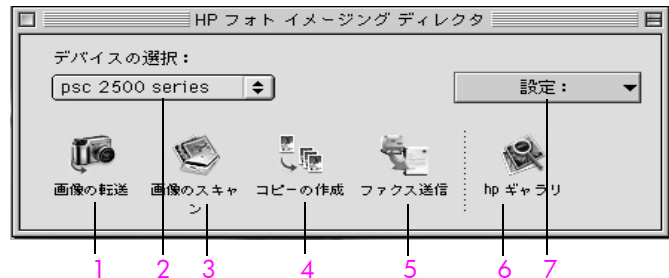 HP フォト イメージング ディレクタ
デバイスの選択：
psc 2500 series
設定：
画像の転送
画像のスキャ
ン
コピーの作成
ファクス送信
hp ギャラリ
1
2
3
4
5
6
7